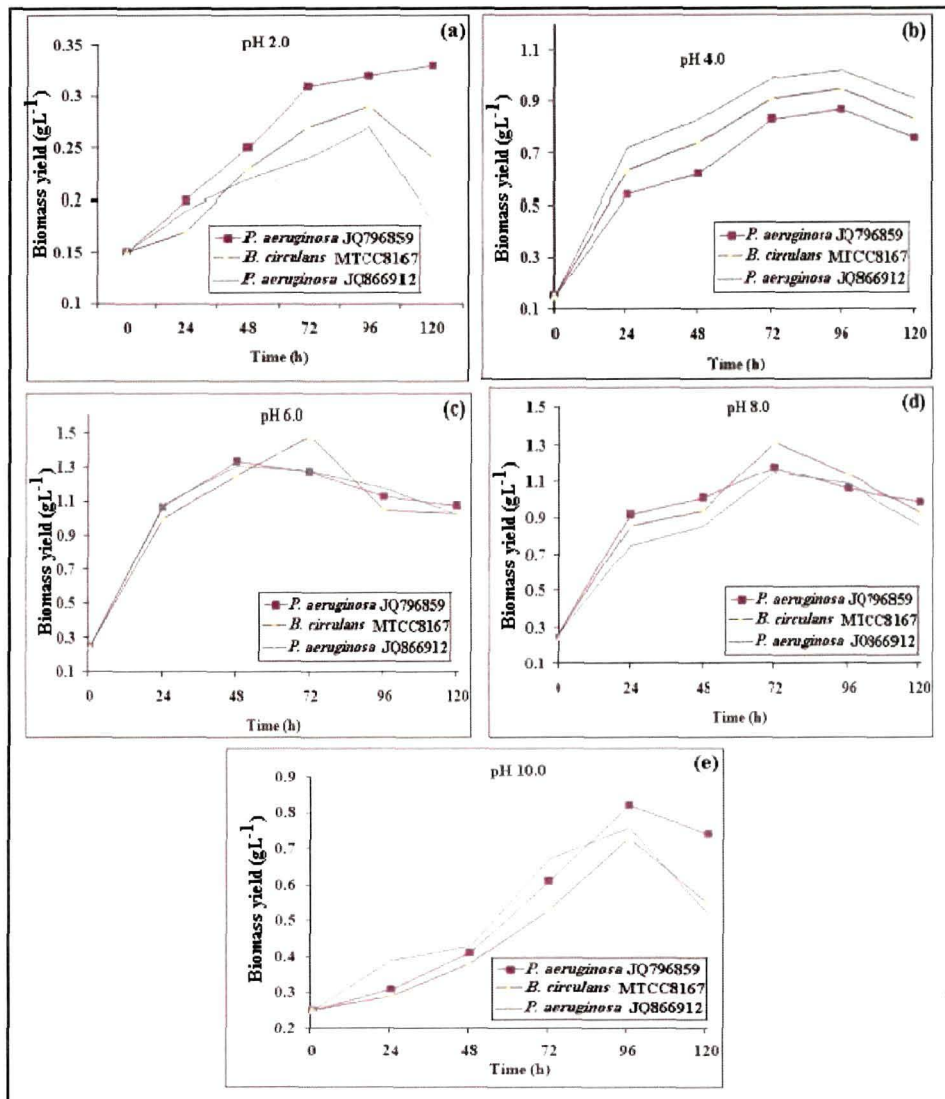 (a)
pH 2.0
Biomass yield (gL-1)
0.35
0.3
0.25
0.2
0.15
0.1
P. aeruginosa JQ796859
B. circulans MTCC8167
P. aeruginosa JQ866912
0 24 48 72 96 120
Time (h)
(b)
pH 4.0
Biomass yield (gL-1)
1.1
0.9
0.7
0.5
0.3
0.1
P. aeruginosa JQ796859
B. circulans MTCC8167
P. aeruginosa JQ866912
0 24 48 72 96 120
Time (h)
(c)
pH 6.0
Biomass yield (gL-1)
1.5
1.3
1.1
0.9
0.7
0.5
0.3
0.1
P. aeruginosa JQ796859
B. circulans MTCC8167
P. aeruginosa JQ866912
0 24 48 72 96 120
Time (h)
(d)
pH 8.0
Biomass yield (gL-1)
1.5
1.3
1.1
0.9
0.7
0.5
0.3
0.1
P. aeruginosa JQ796859
B. circulans MTCC8167
P. aeruginosa JQ866912
0 24 48 72 96 120
Time (h)
(e)
pH 10.0
Biomass yield (gL-1)
0.9
0.8
0.7
0.6
0.5
0.4
0.3
0.2
P. aeruginosa JQ796859
B. circulans MTCC8167
P. aeruginosa JQ866912
0 24 48 72 96 120
Time (h)